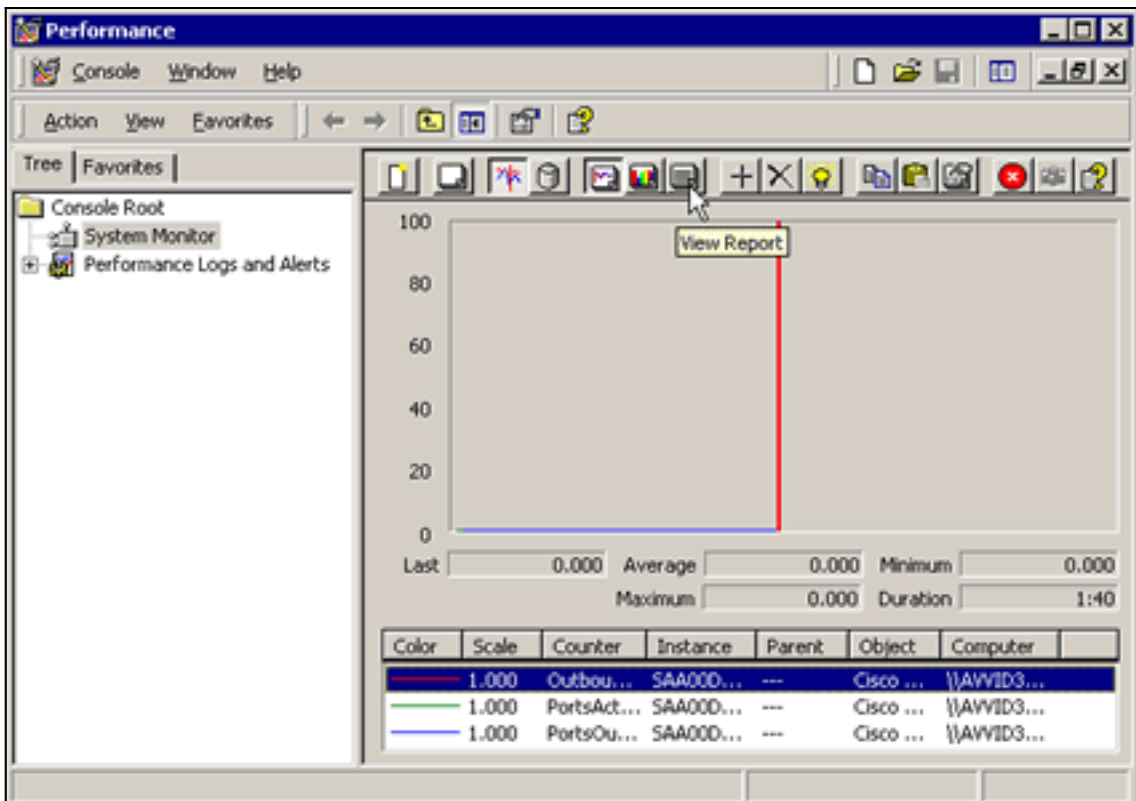 Performance
Console Window Help
Action View Favorites
Tree Favorites
Console Root
System Monitor
Performance Logs and Alerts
View Report
100
80
60
40
20
0
Last 0.000 Average 0.000 Minimum 0.000
Maximum 0.000 Duration 1:40
Color Scale Counter Instance Parent Object Computer
1.000 Outbou... SAA00D... --- Cisco ... \\AVVID3...
1.000 PortsAct... SAA00D... --- Cisco ... \\AVVID3...
1.000 PortsOu... SAA00D... --- Cisco ... \\AVVID3...